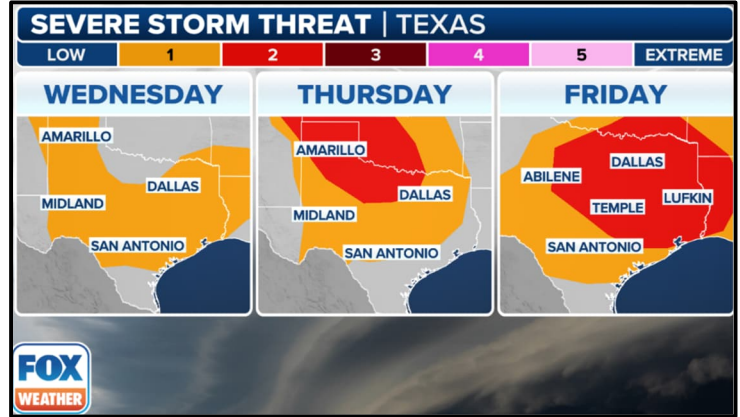 SEVERE STORM THREAT | TEXAS
LOW 1 2 3 4 5 EXTREME
WEDNESDAY
AMARILLO
DALLAS
MIDLAND
SAN ANTONIO
THURSDAY
AMARILLO
DALLAS
MIDLAND
SAN ANTONIO
FRIDAY
DALLAS
ABILENE
LUFKIN
TEMPLE
SAN ANTONIO
FOX
WEATHER